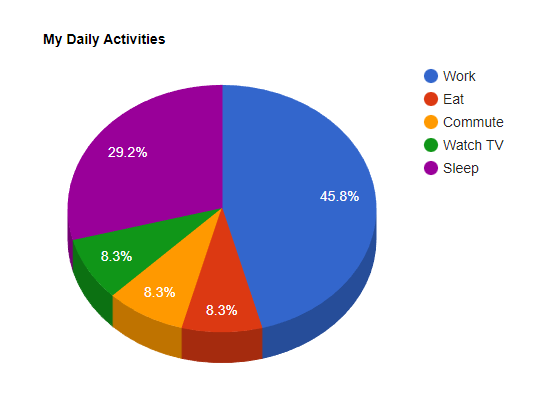 My Daily Activities
Work
Eat
Commute
Watch TV
Sleep
29.2%
45.8%
8.3%
8.3%
8.3%